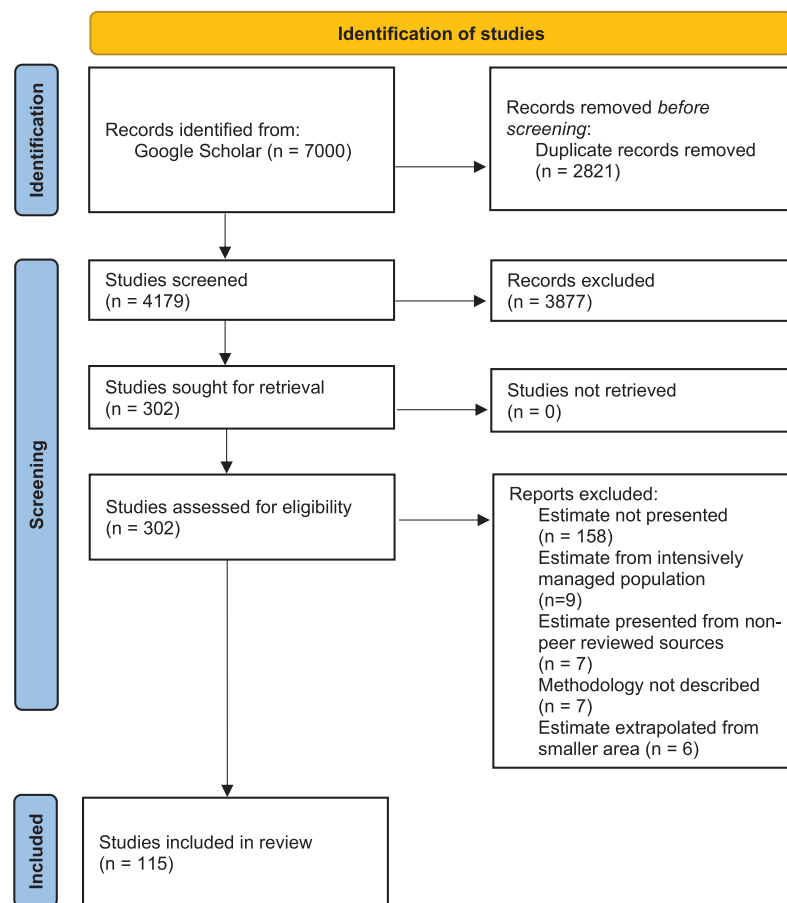 Identification of studies
Identification
Records identified from:
Google Scholar (n = 7000)
Records removed before
screening:
Duplicate records removed
(n = 2821)
Screening
Studies screened
(n = 4179)
Records excluded
(n = 3877)
Studies sought for retrieval
(n = 302)
Studies not retrieved
(n = 0)
Studies assessed for eligibility
(n = 302)
Reports excluded:
Estimate not presented
(n = 158)
Estimate from intensively
managed population
(n=9)
Estimate presented from non-
peer reviewed sources
(n = 7)
Methodology not described
(n = 7)
Estimate extrapolated from
smaller area (n = 6)
Included
Studies included in review
(n = 115)